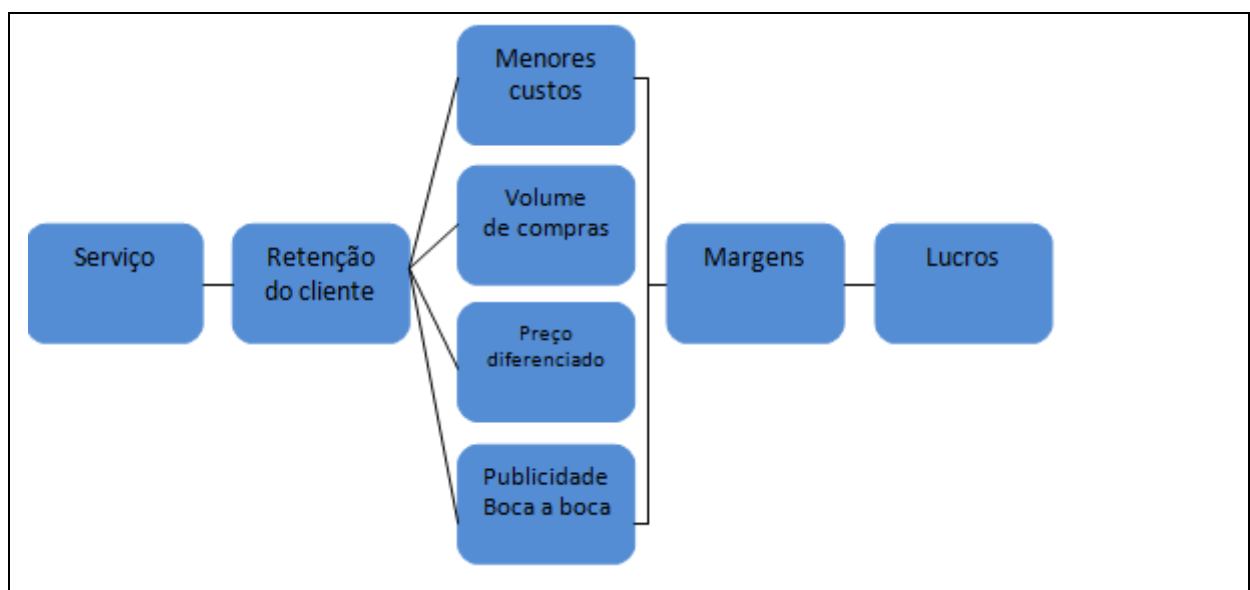 Serviço
Retenção
do cliente
Menores
custos
Volume
de compras
Preço
diferenciado
Publicidade
Boca a boca
Margens
Lucros